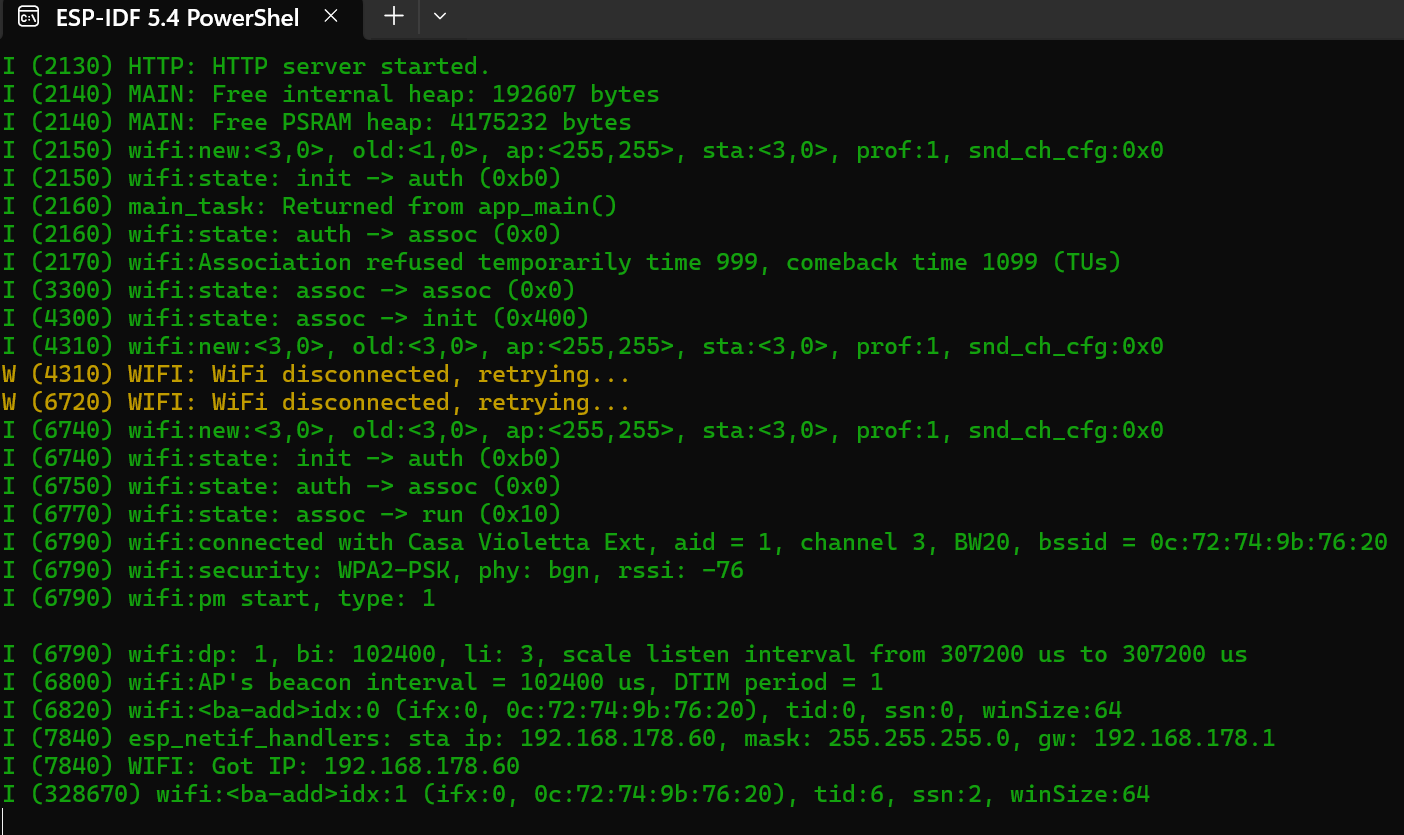 ESP-IDF 5.4 PowerShel
I (2130) HTTP: HTTP server started.
I (2140) MAIN: Free internal heap: 192607 bytes
I (2140) MAIN: Free PSRAM heap: 4175232 bytes
I (2150) wifi:new:<3,0>, old:<1,0>, ap:<255,255>, sta:<3,0>, prof:1, snd_ch_cfg:0x0
I (2150) wifi:state: init -> auth (0xb0)
I (2160) main_task: Returned from app_main()
I (2160) wifi:state: auth -> assoc (0x0)
I (2170) wifi:Association refused temporarily time 999, comeback time 1099 (TUs)
I (3300) wifi:state: assoc -> assoc (0x0)
I (4300) wifi:state: assoc -> init (0x400)
I (4310) wifi:new:<3,0>, old:<3,0>, ap:<255,255>, sta:<3,0>, prof:1, snd_ch_cfg:0x0
W (4310) WIFI: WiFi disconnected, retrying...
W (6720) WIFI: WiFi disconnected, retrying...
I (6740) wifi:new:<3,0>, old:<3,0>, ap:<255,255>, sta:<3,0>, prof:1, snd_ch_cfg:0x0
I (6740) wifi:state: init -> auth (0xb0)
I (6750) wifi:state: auth -> assoc (0x0)
I (6770) wifi:state: assoc -> run (0x10)
I (6790) wifi:connected with Casa Violetta Ext, aid = 1, channel 3, BW20, bssid = 0c:72:74:9b:76:20
I (6790) wifi:security: WPA2-PSK, phy: bgn, rssi: -76
I (6790) wifi:pm start, type: 1
I (6790) wifi:dp: 1, bi: 102400, li: 3, scale listen interval from 307200 us to 307200 us
I (6800) wifi:AP's beacon interval = 102400 us, DTIM period = 1
I (6820) wifi:<ba-add>idx:0 (ifx:0, 0c:72:74:9b:76:20), tid:0, ssn:0, winSize:64
I (7840) esp_netif_handlers: sta ip: 192.168.178.60, mask: 255.255.255.0, gw: 192.168.178.1
I (7840) WIFI: Got IP: 192.168.178.60
I (328670) wifi:<ba-add>idx:1 (ifx:0, 0c:72:74:9b:76:20), tid:6, ssn:2, winSize:64